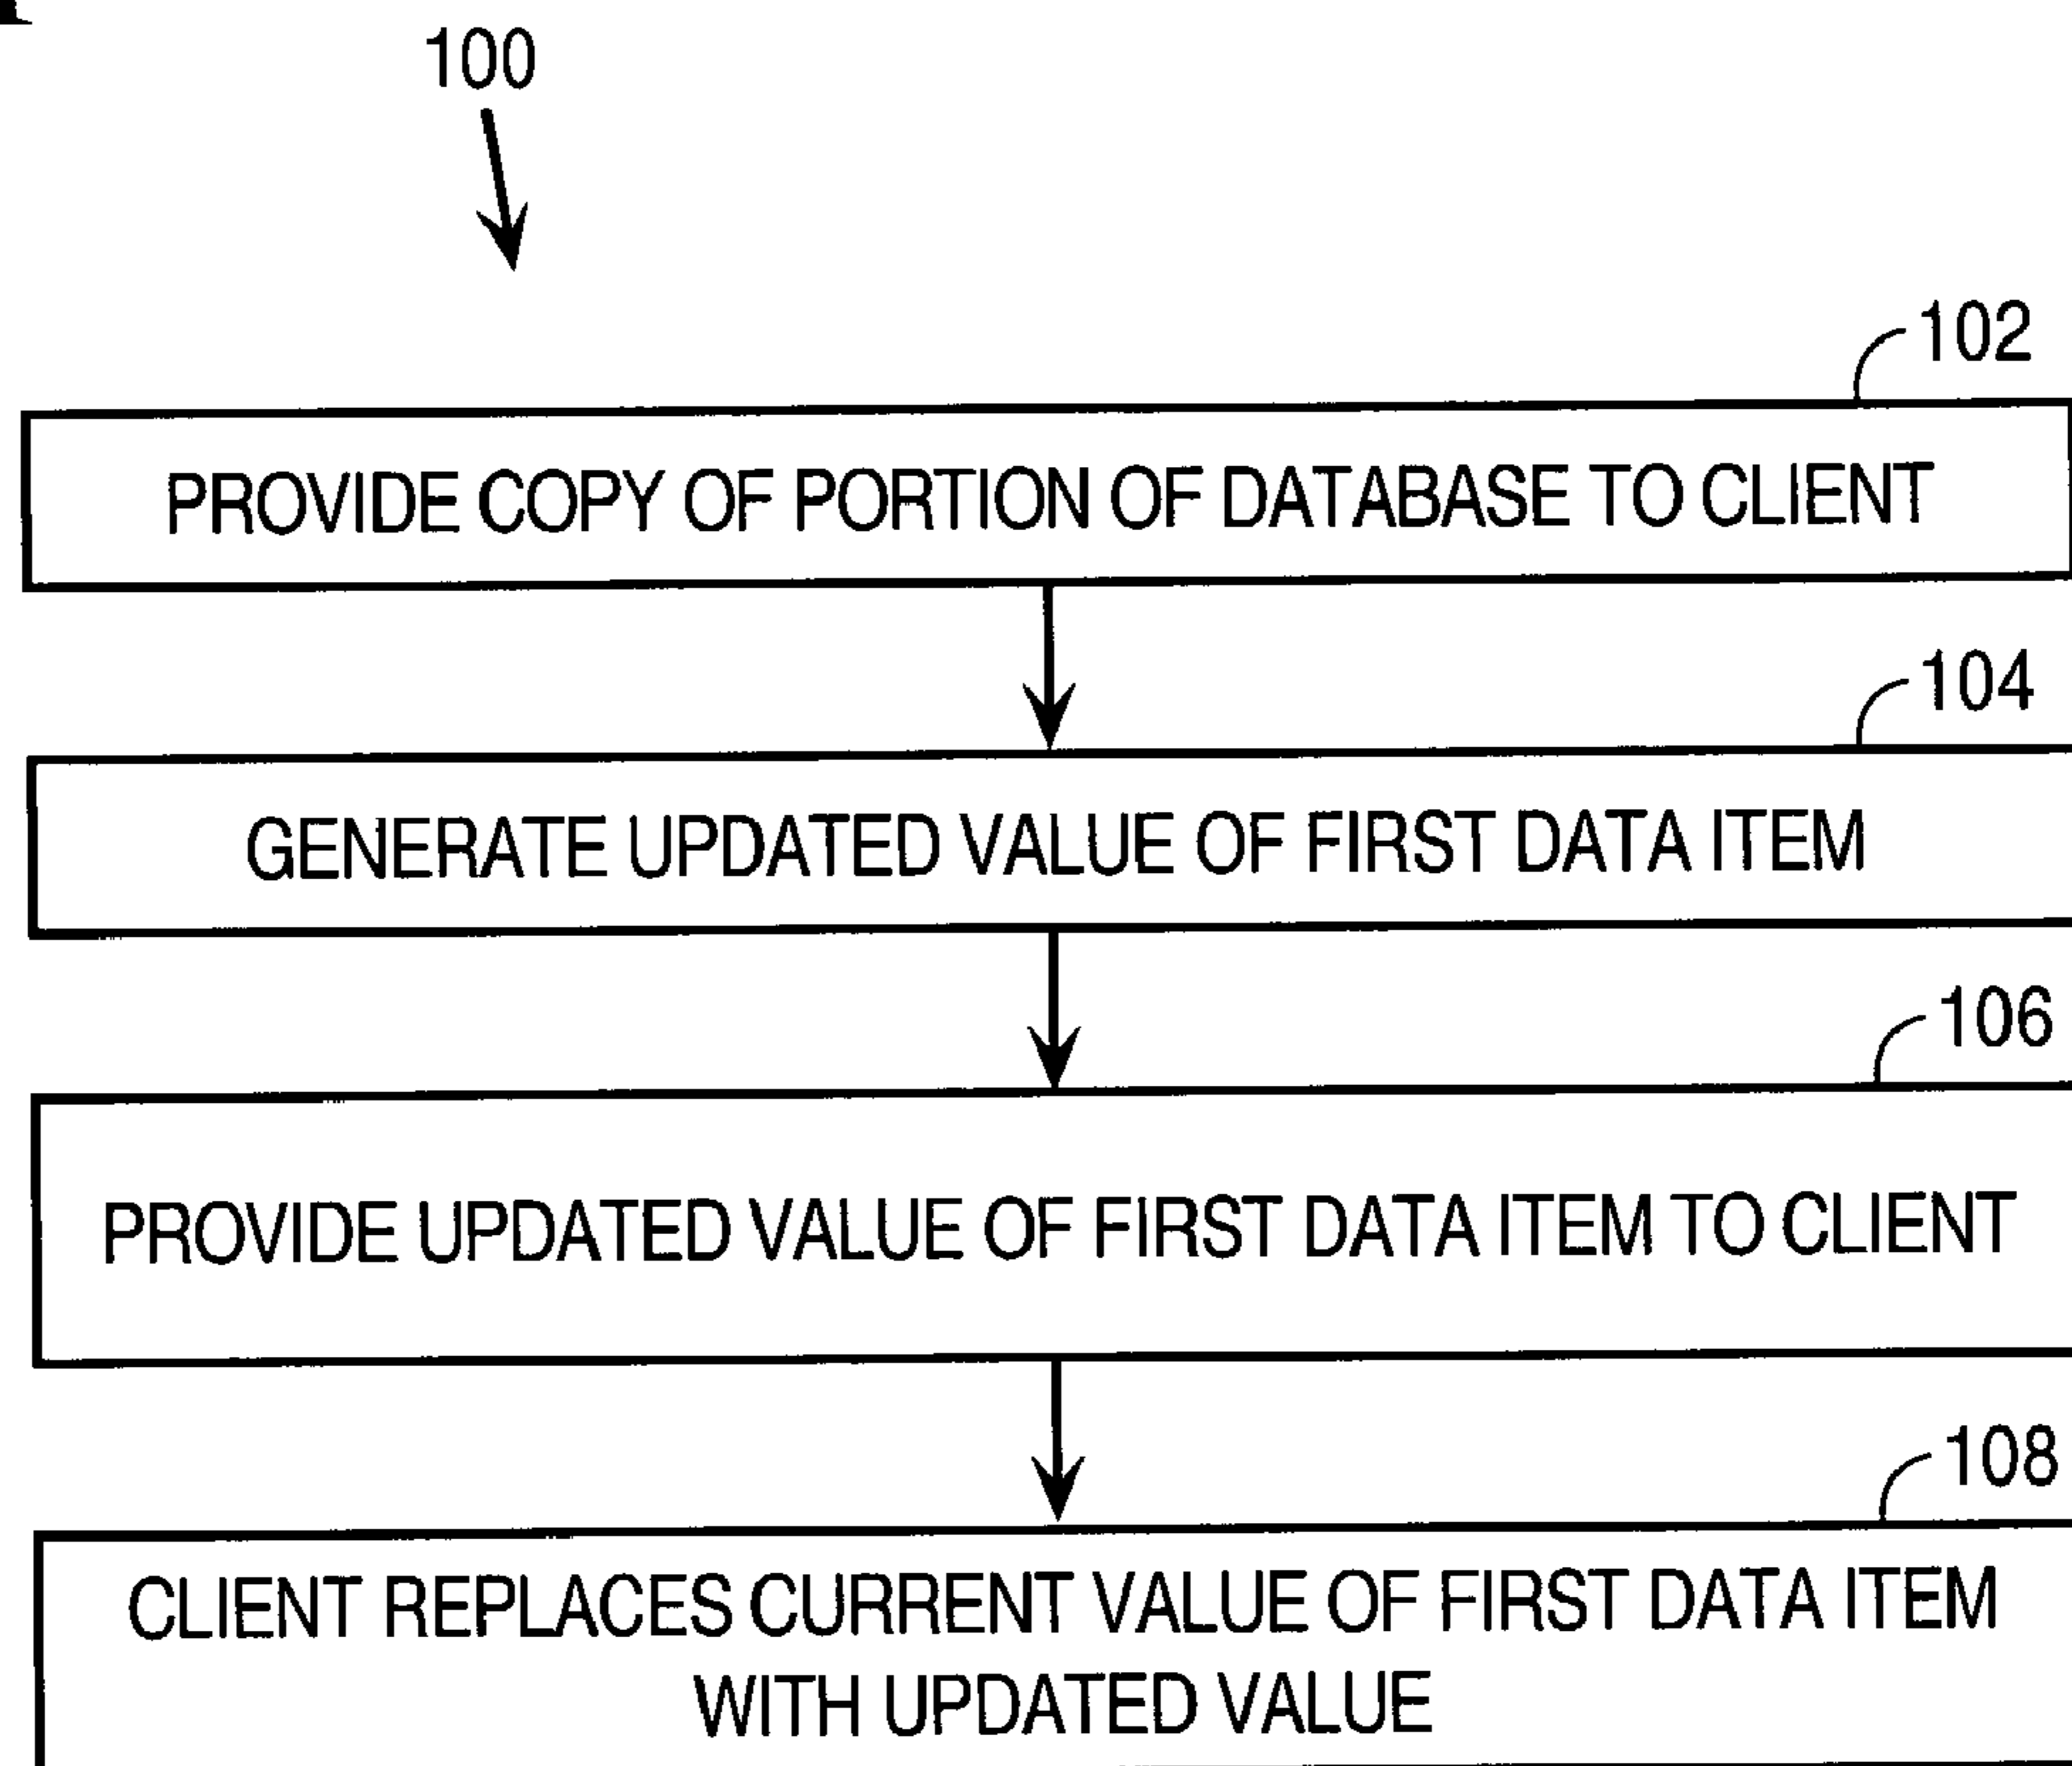 100
102
PROVIDE COPY OF PORTION OF DATABASE TO CLIENT
104
GENERATE UPDATED VALUE OF FIRST DATA ITEM
106
PROVIDE UPDATED VALUE OF FIRST DATA ITEM TO CLIENT
108
CLIENT REPLACES CURRENT VALUE OF FIRST DATA ITEM
WITH UPDATED VALUE